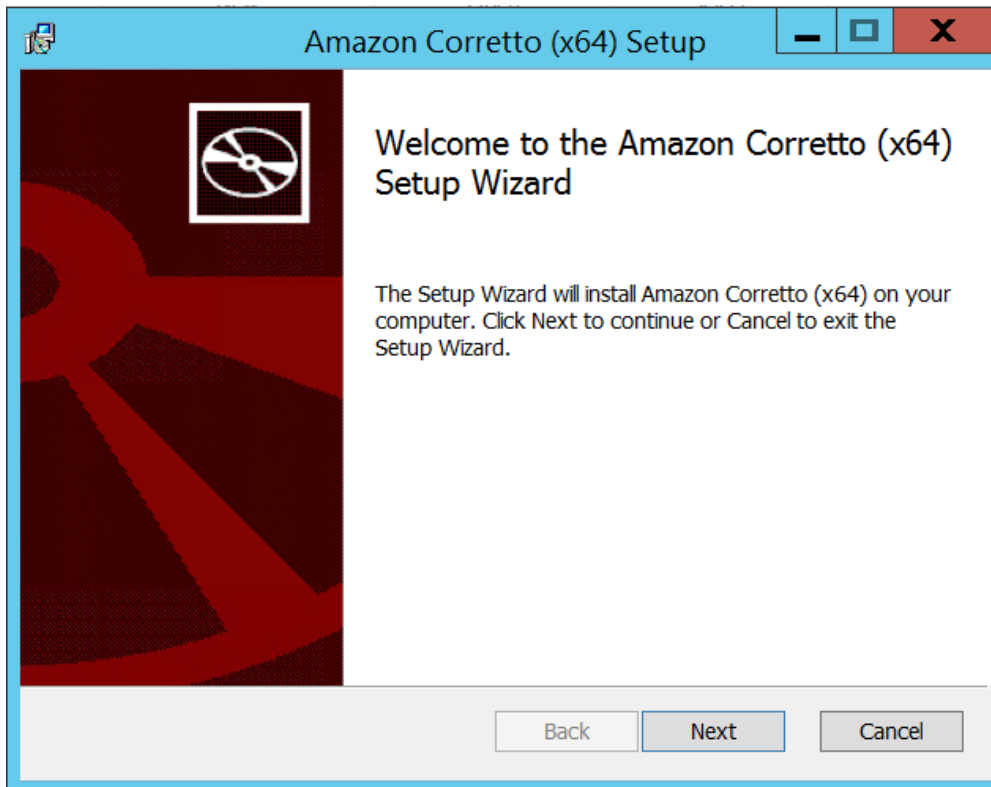 Amazon Corretto (x64) Setup
Welcome to the Amazon Corretto (x64)
Setup Wizard
The Setup Wizard will install Amazon Corretto (x64) on your
computer. Click Next to continue or Cancel to exit the
Setup Wizard.
Back Next Cancel